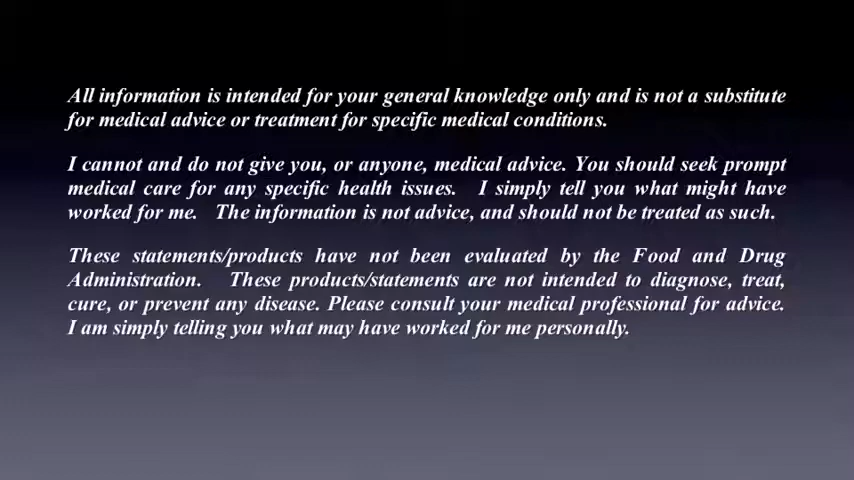 All information is intended for your general knowledge only and is not a substitute
for medical advice or treatment for specific medical conditions.
I cannot and do not give you, or anyone, medical advice. You should seek prompt
medical care for any specific health issues. I simply tell you what might have
worked for me. The information is not advice, and should not be treated as such.
These statements/products have not been evaluated by the Food and Drug
Administration. These products/statements are not intended to diagnose, treat,
cure, or prevent any disease. Please consult your medical professional for advice.
I am simply telling you what may have worked for me personally.